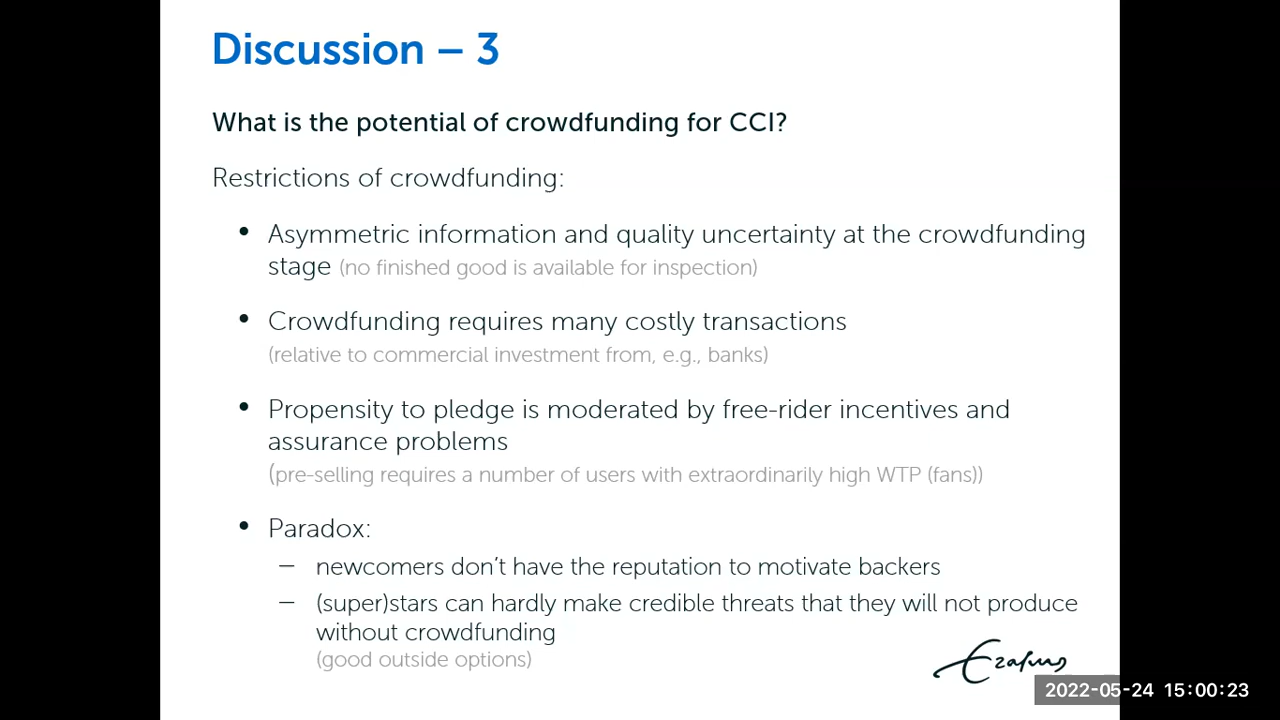 Discussion – 3
What is the potential of crowdfunding for CCI?
Restrictions of crowdfunding:
• Asymmetric information and quality uncertainty at the crowdfunding
stage (no finished good is available for inspection)
• Crowdfunding requires many costly transactions
(relative to commercial investment from, e.g., banks)
• Propensity to pledge is moderated by free-rider incentives and
assurance problems
(pre-selling requires a number of users with extraordinarily high WTP (fans))
• Paradox:
– newcomers don’t have the reputation to motivate backers
– (super)stars can hardly make credible threats that they will not produce
without crowdfunding
(good outside options)
Erasmus
2022-05-24 15:00:23